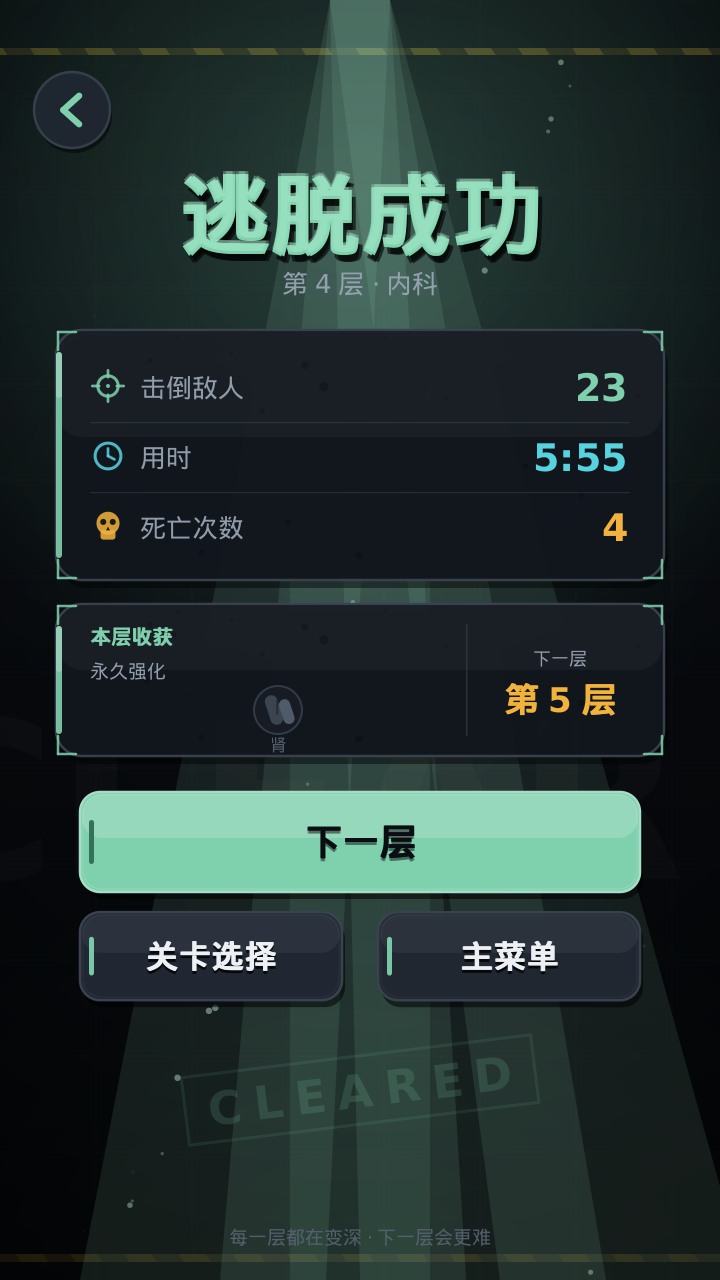 逃脱成功
第 4 层 · 内科
击倒敌人 23
用时 5:55
死亡次数 4
本层收获
永久强化
肾
下一层
第 5 层
下一层
关卡选择
主菜单
CLEARED
每一层都在变深 · 下一层会更难